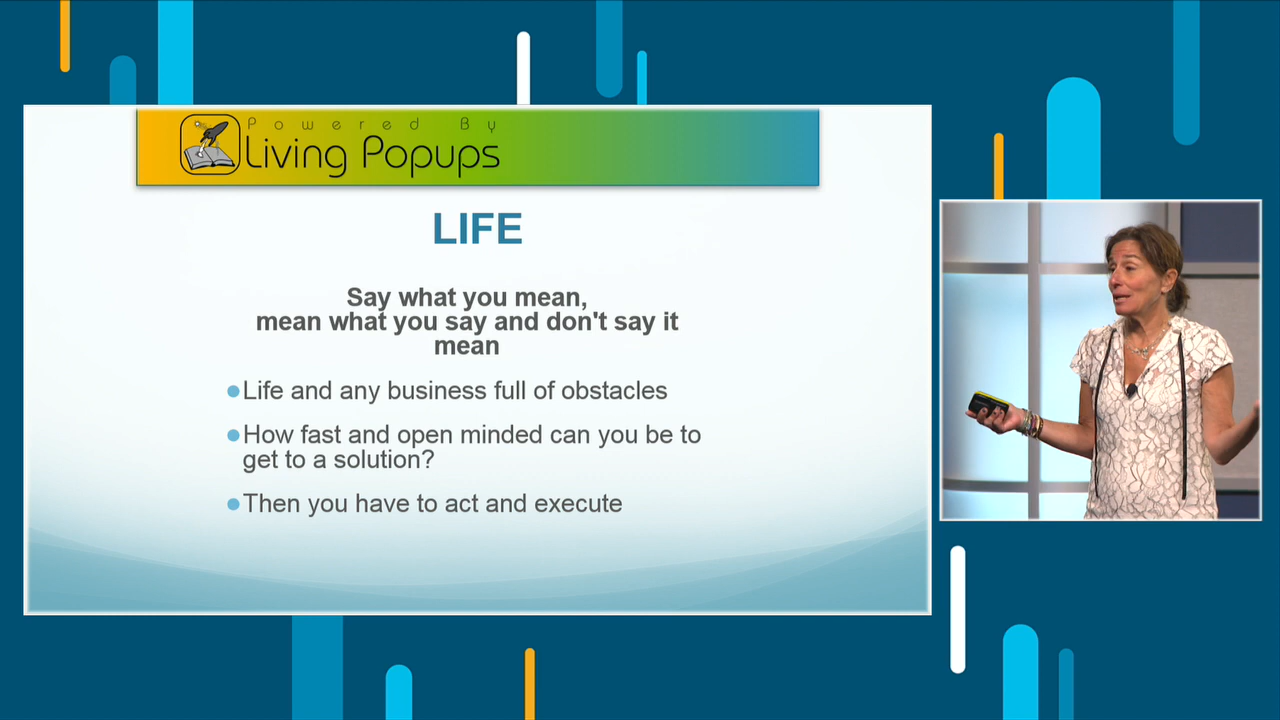 Powered By
Living Popups
LIFE
Say what you mean,
mean what you say and don't say it
mean
Life and any business full of obstacles
How fast and open minded can you be to
get to a solution?
Then you have to act and execute